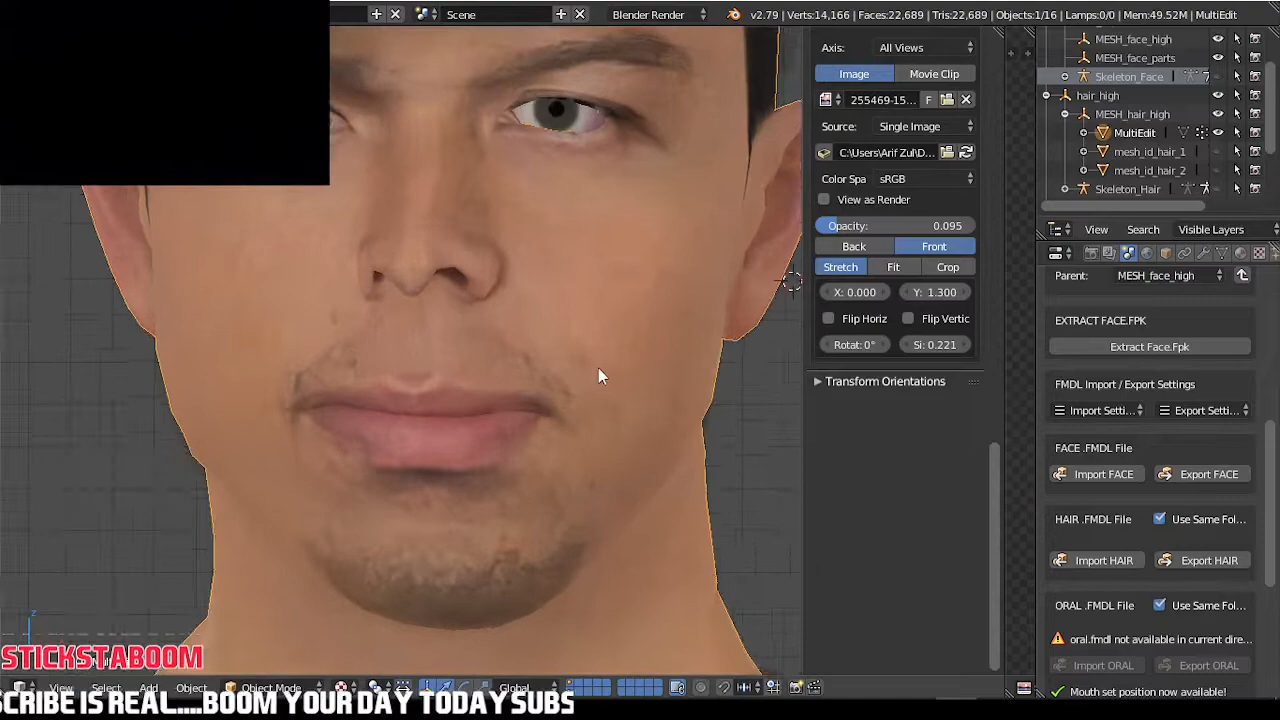 Scene
Blender Render
v2.79 | Verts:14,166 | Faces:22,689 | Tris:22,689 | Objects:1/16 | Lamps:0/0 | Mem:49.52M | MultiEdit
Axis: All Views
Image Movie Clip
255469-15... F
Source: Single Image
C:\Users\Arif Zul\D...
Color Spa sRGB
View as Render
Opacity: 0.095
Back Front
Stretch Fit Crop
X: 0.000 Y: 1.300
Flip Horiz Flip Vertic
Rotat: 0° Si: 0.221
Transform Orientations
MESH_face_high
MESH_face_parts
Skeleton_Face
hair_high
MESH_hair_high
MultiEdit
mesh_id_hair_1
mesh_id_hair_2
Skeleton_Hair
View Search Visible Layers
Parent: MESH_face_high
EXTRACT FACE.FPK
Extract Face.Fpk
FMDL Import / Export Settings
Import Setti... Export Setti...
FACE .FMDL File
Import FACE Export FACE
HAIR .FMDL File Use Same Fol...
Import HAIR Export HAIR
ORAL .FMDL File Use Same Fol...
oral.fmdl not available in current dire...
Import ORAL Export ORAL
Mouth set position now available!
z
STICKSTABOOM
View Select Add Object Object Mode Global
SCRIBE IS REAL....BOOM YOUR DAY TODAYSUBS